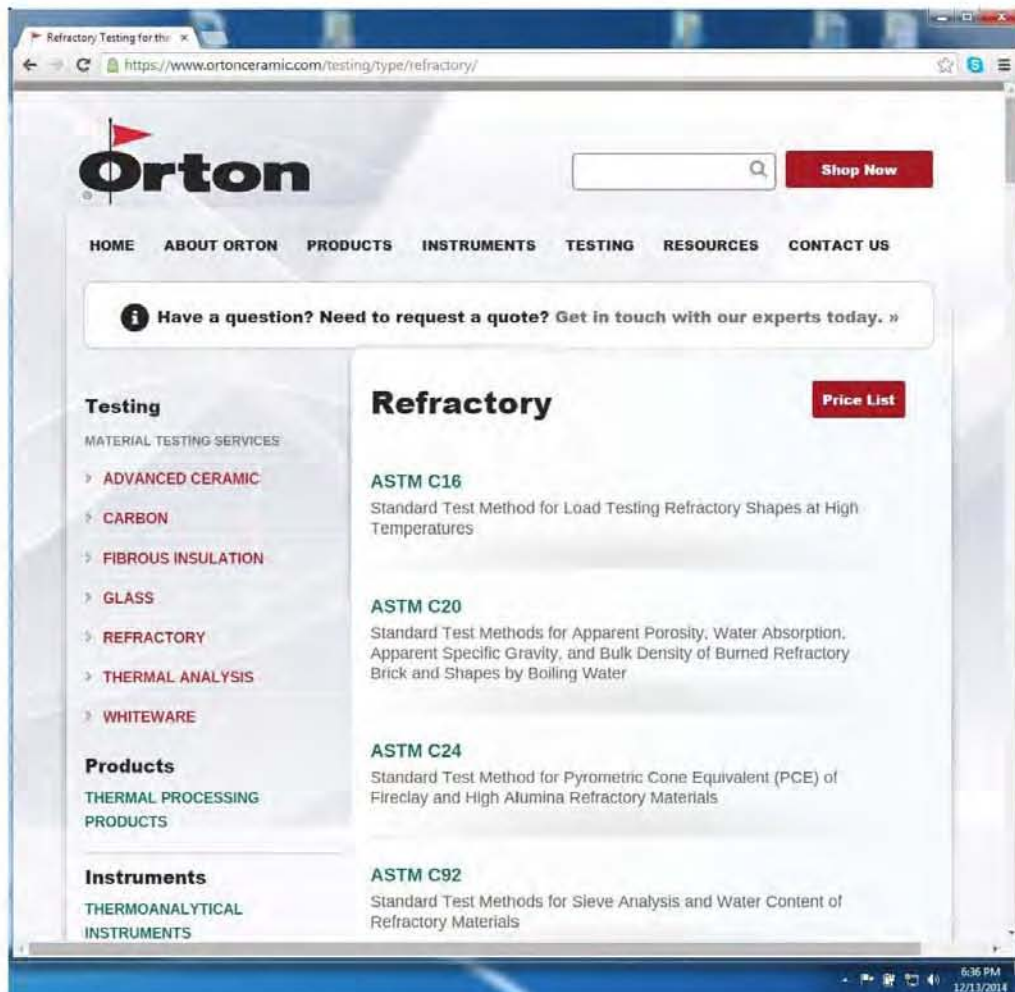 Refractory Testing for the
https://www.ortonceramic.com/testing/type/refractory/
Orton
Shop Now
HOME ABOUT ORTON PRODUCTS INSTRUMENTS TESTING RESOURCES CONTACT US
Have a question? Need to request a quote? Get in touch with our experts today. »
Testing
MATERIAL TESTING SERVICES
ADVANCED CERAMIC
CARBON
FIBROUS INSULATION
GLASS
REFRACTORY
THERMAL ANALYSIS
WHITEWARE
Products
THERMAL PROCESSING
PRODUCTS
Instruments
THERMOANALYTICAL
INSTRUMENTS
Refractory
Price List
ASTM C16
Standard Test Method for Load Testing Refractory Shapes at High
Temperatures
ASTM C20
Standard Test Methods for Apparent Porosity, Water Absorption,
Apparent Specific Gravity, and Bulk Density of Burned Refractory
Brick and Shapes by Boiling Water
ASTM C24
Standard Test Method for Pyrometric Cone Equivalent (PCE) of
Fireclay and High Alumina Refractory Materials
ASTM C92
Standard Test Methods for Sieve Analysis and Water Content of
Refractory Materials
6:36 PM
12/13/2014